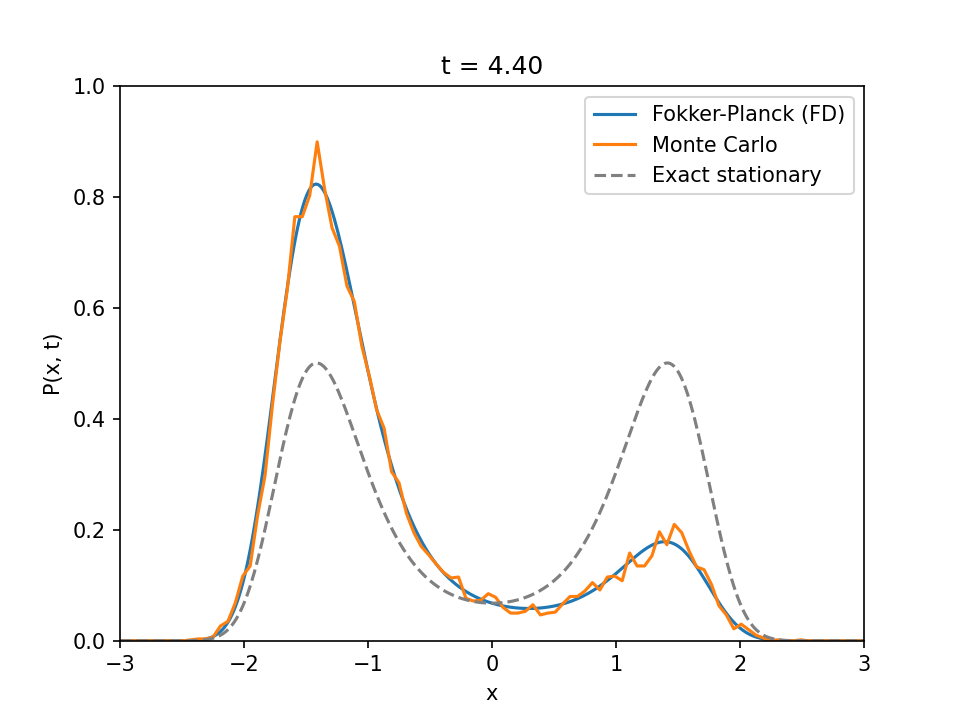 t = 4.40
1.0
0.8
0.6
0.4
0.2
0.0
P(x, t)
Fokker-Planck (FD)
Monte Carlo
Exact stationary
−3 −2 −1 0 1 2 3
x